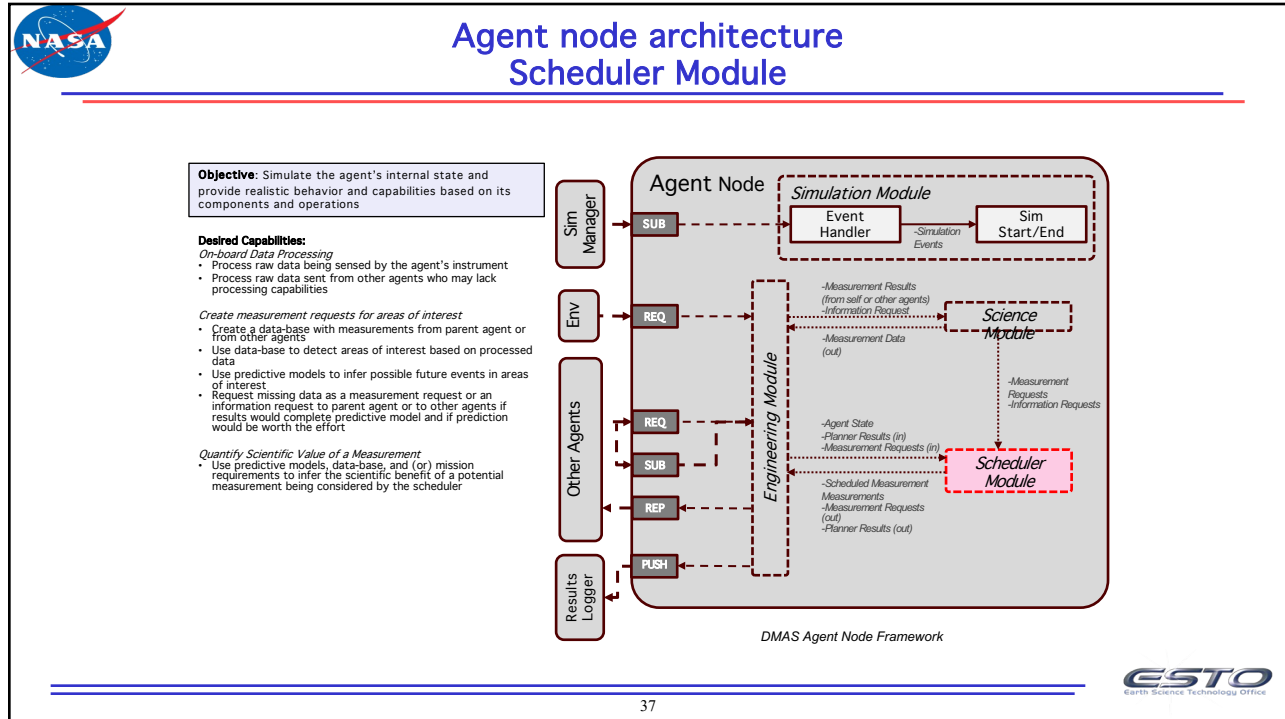 NASA
Agent node architecture
Scheduler Module
Objective: Simulate the agent's internal state and
provide realistic behavior and capabilities based on its
components and operations
Desired Capabilities:
On-board Data Processing
• Process raw data being sensed by the agent's instrument
• Process raw data sent from other agents who may lack
processing capabilities
Create measurement requests for areas of interest
• Create a data-base with measurements from parent agent or
from other agents
• Use data-base to detect areas of interest based on processed
data
• Use predictive models to infer possible future events in areas
of interest
• Request missing data as a measurement request or an
information request to parent agent or to other agents if
results would complete predictive model and if prediction
would be worth the effort
Quantify Scientific Value of a Measurement
• Use predictive models, data-base, and (or) mission
requirements to infer the scientific benefit of a potential
measurement being considered by the scheduler
Sim
Manager
Env
Other Agents
Results
Logger
Agent Node
SUB
REQ
REQ
SUB
REP
PUSH
Simulation Module
Event
Handler
-Simulation
Events
Sim
Start/End
Engineering Module
-Measurement Results
(from self or other agents)
-Information Request
-Measurement Data
(out)
Science
Module
-Measurement
Requests
-Information Requests
-Agent State
-Planner Results (in)
-Measurement Requests (in)
-Scheduled Measurement
Measurements
-Measurement Requests
(out)
-Planner Results (out)
Scheduler
Module
DMAS Agent Node Framework
37
ESTO
Earth Science Technology Office